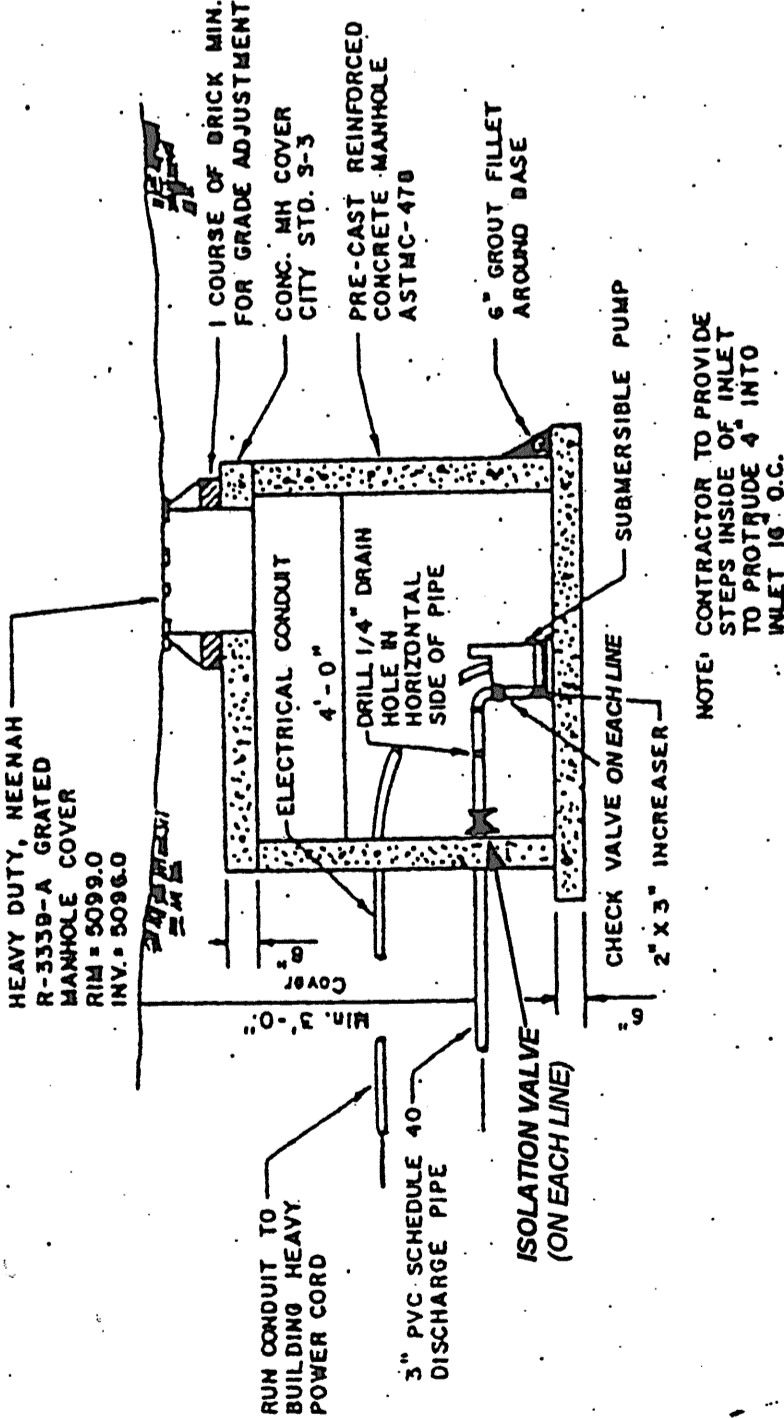 HEAVY DUTY, NEENAH
R-3339-A GRATED
MANHOLE COVER
RIM = 5099.0
INV. = 5096.0
1 COURSE OF BRICK MIN.
FOR GRADE ADJUSTMENT
CONC. MH COVER
CITY STD. S-3
PRE-CAST REINFORCED
CONCRETE MANHOLE
ASTMC-478
6" GROUT FILLET
AROUND BASE
ELECTRICAL CONDUIT
4'-0"
DRILL 1/4" DRAIN
HOLE IN
HORIZONTAL
SIDE OF PIPE
8"
Min. 3'-0"
Cover
RUN CONDUIT TO
BUILDING HEAVY
POWER CORD
3" PVC SCHEDULE 40
DISCHARGE PIPE
ISOLATION VALVE
(ON EACH LINE)
6"
CHECK VALVE ON EACH LINE
2" X 3" INCREASER
SUBMERSIBLE PUMP
NOTE: CONTRACTOR TO PROVIDE
STEPS INSIDE OF INLET
TO PROTRUDE 4" INTO
INLET 16" O.C.